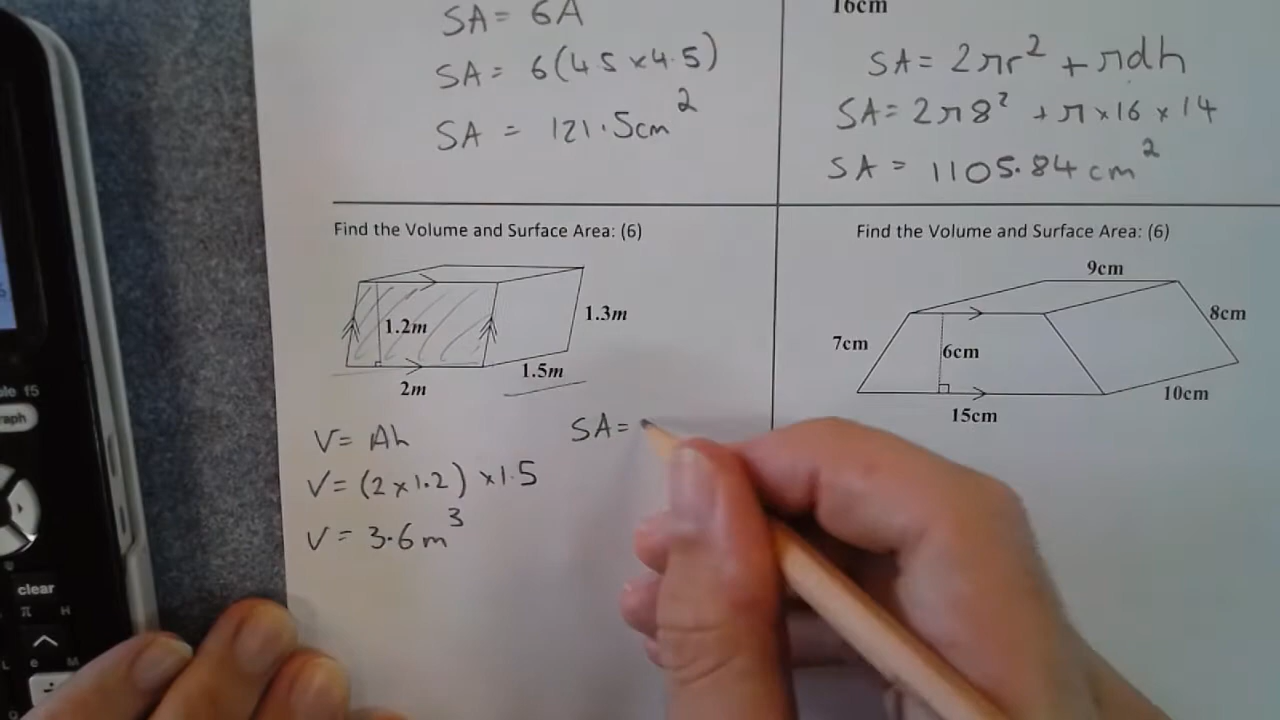 SA = 6A
SA = 6(4.5 x 4.5)
SA = 121.5cm²
16cm
SA = 2πr² + πdh
SA = 2π8² + π x 16 x 14
SA = 1105.84 cm²
Find the Volume and Surface Area: (6)
1.2m
1.3m
1.5m
2m
V = Ah
V = (2 x 1.2) x 1.5
V = 3.6m³
SA =
Find the Volume and Surface Area: (6)
9cm
8cm
7cm
6cm
10cm
15cm
f5
clear
π H
e M